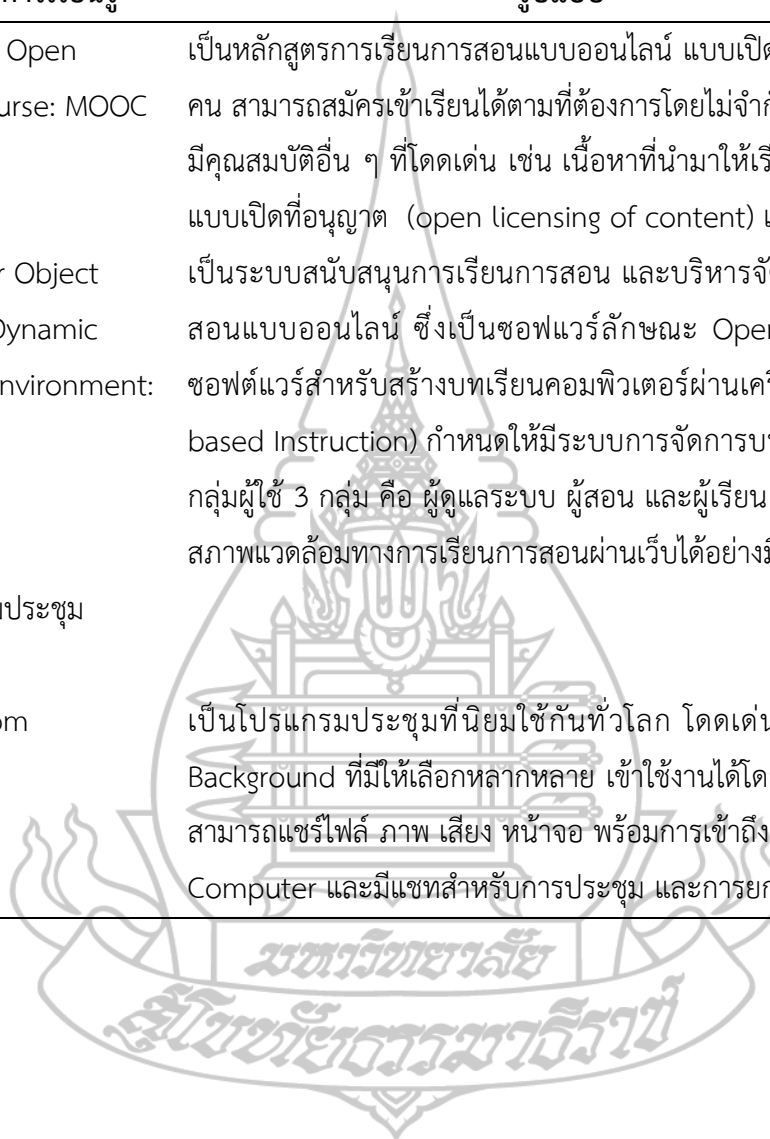 รูปแบบ
Open เป็นหลักสูตรการเรียนการสอนแบบออนไลน์ แบบเปิด
urse: MOOC คน สามารถสมัครเข้าเรียนได้ตามที่ต้องการโดยไม่จำกั
มีคุณสมบัติอื่น ๆ ที่โดดเด่น เช่น เนื้อหาที่นำมาให้เรี
แบบเปิดที่อนุญาต (open licensing of content) แ
r Object เป็นระบบสนับสนุนการเรียนการสอน และบริหารจั
Dynamic สอนแบบออนไลน์ ซึ่งเป็นซอฟแวร์ลักษณะ Open
nvironment: ซอฟต์แวร์สำหรับสร้างบทเรียนคอมพิวเตอร์ผ่านเครื
based Instruction) กำหนดให้มีระบบการจัดการบท
กลุ่มผู้ใช้ 3 กลุ่ม คือ ผู้ดูแลระบบ ผู้สอน และผู้เรียน
สภาพแวดล้อมทางการเรียนการสอนผ่านเว็บได้อย่างมี
มประชุม
om เป็นโปรแกรมประชุมที่นิยมใช้กันทั่วโลก โดดเด่น
Background ที่มีให้เลือกหลากหลาย เข้าใช้งานได้โด
สามารถแชร์ไฟล์ ภาพ เสียง หน้าจอ พร้อมการเข้าถึง
Computer และมีแชทสำหรับการประชุม และการยก
มหาวิทยาลัย
สุโขทัยธรรมาธิราช